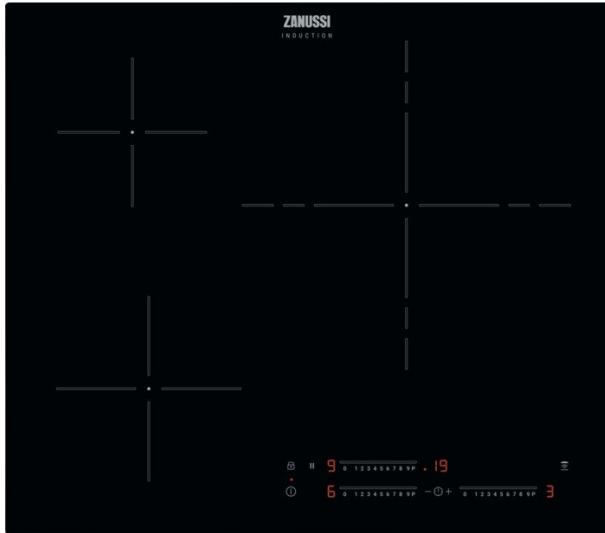 ZANUSSI
INDUCTION
9 0 1 2 3 4 5 6 7 8 9 P . 19
6 0 1 2 3 4 5 6 7 8 9 P − + 0 1 2 3 4 5 6 7 8 9 P 3